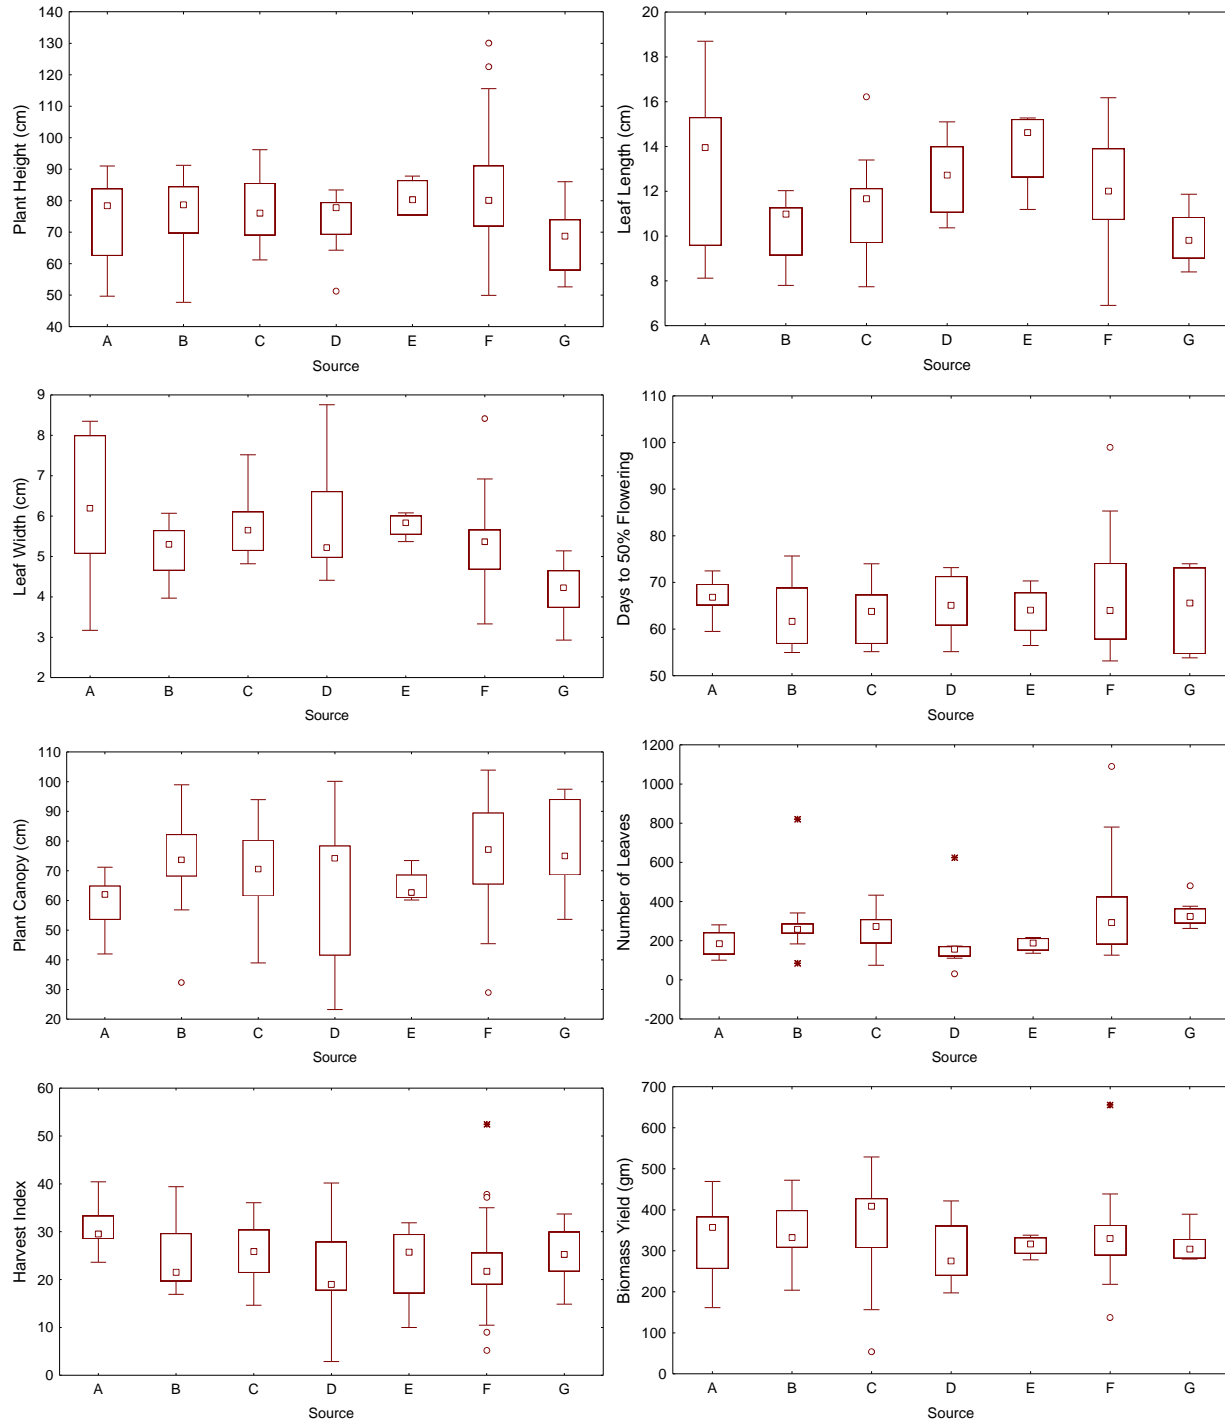 Plant Height (cm)
140
130
120
110
100
90
80
70
60
50
40
A B C D E F G
Source
Leaf Length (cm)
20
18
16
14
12
10
8
6
A B C D E F G
Source
Leaf Width (cm)
9
8
7
6
5
4
3
2
A B C D E F G
Source
Days to 50% Flowering
110
100
90
80
70
60
50
A B C D E F G
Source
Plant Canopy (cm)
110
100
90
80
70
60
50
40
30
20
A B C D E F G
Source
Number of Leaves
1200
1000
800
600
400
200
0
-200
A B C D E F G
Source
Harvest Index
60
50
40
30
20
10
0
A B C D E F G
Source
Biomass Yield (gm)
700
600
500
400
300
200
100
0
A B C D E F G
Source